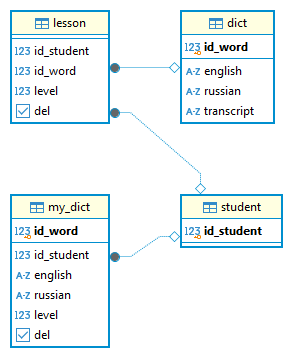 lesson
123 id_student
123 id_word
123 level
del
dict
123 id_word
A-Z english
A-Z russian
A-Z transcript
my_dict
123 id_word
123 id_student
A-Z english
A-Z russian
123 level
del
student
123 id_student